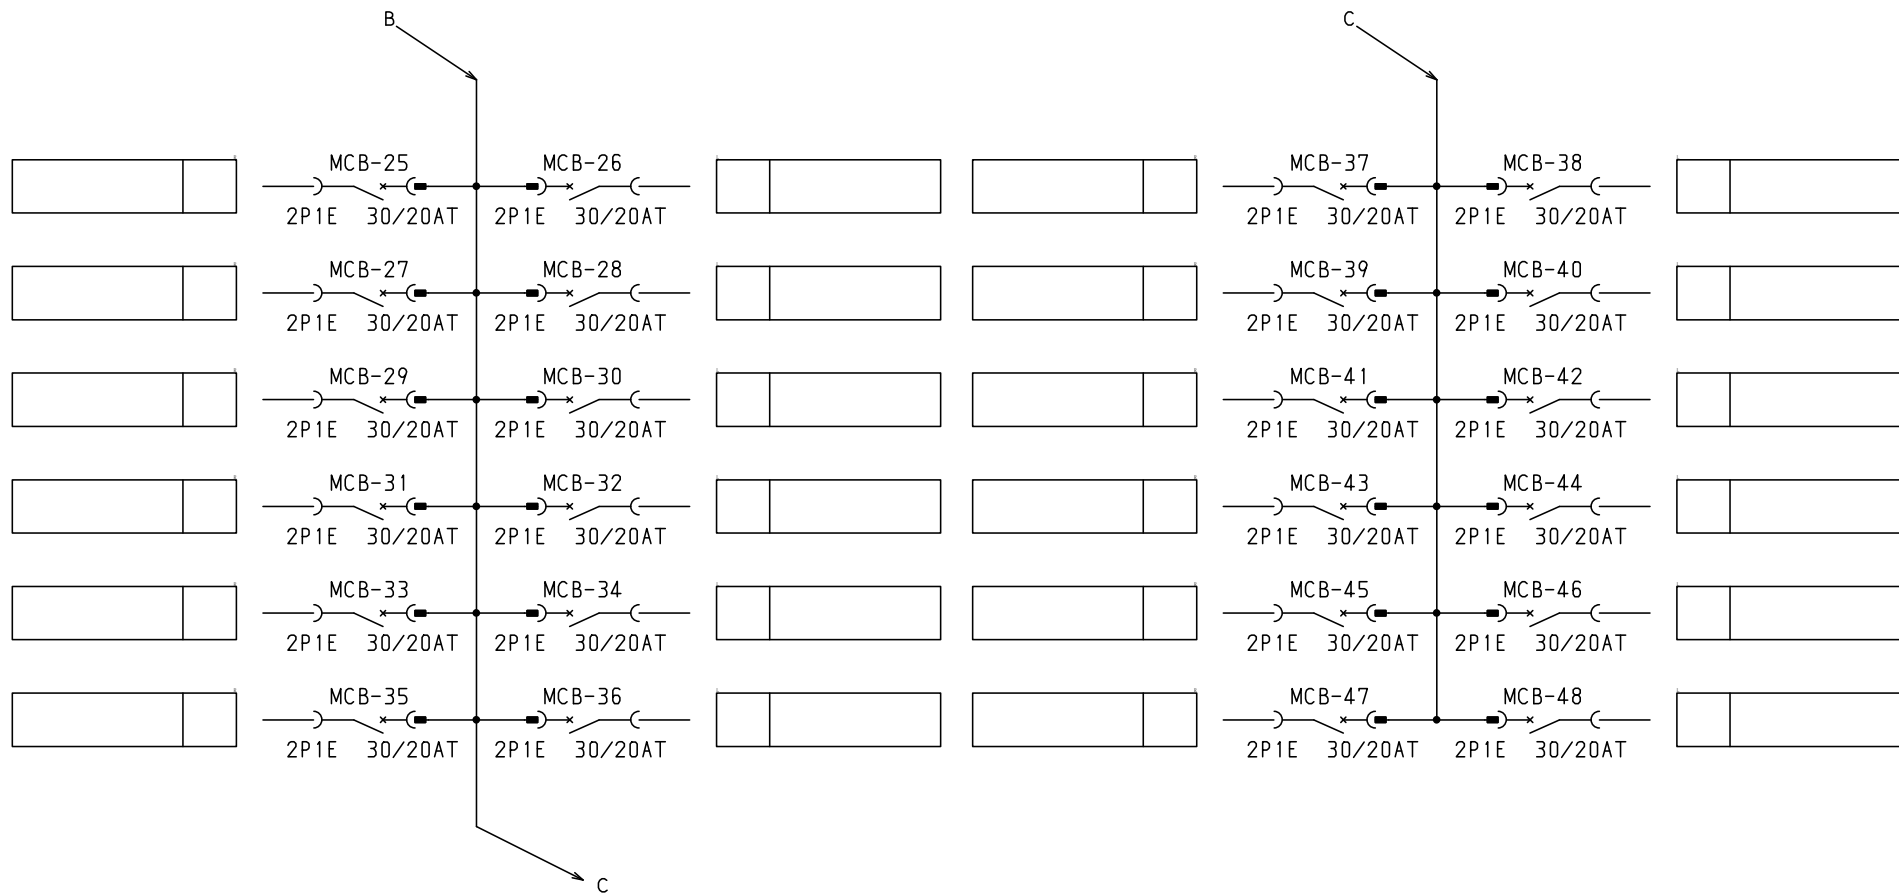 B
C
MCB-25 MCB-26 MCB-37 MCB-38
2P1E 30/20AT 2P1E 30/20AT 2P1E 30/20AT 2P1E 30/20AT
MCB-27 MCB-28 MCB-39 MCB-40
2P1E 30/20AT 2P1E 30/20AT 2P1E 30/20AT 2P1E 30/20AT
MCB-29 MCB-30 MCB-41 MCB-42
2P1E 30/20AT 2P1E 30/20AT 2P1E 30/20AT 2P1E 30/20AT
MCB-31 MCB-32 MCB-43 MCB-44
2P1E 30/20AT 2P1E 30/20AT 2P1E 30/20AT 2P1E 30/20AT
MCB-33 MCB-34 MCB-45 MCB-46
2P1E 30/20AT 2P1E 30/20AT 2P1E 30/20AT 2P1E 30/20AT
MCB-35 MCB-36 MCB-47 MCB-48
2P1E 30/20AT 2P1E 30/20AT 2P1E 30/20AT 2P1E 30/20AT
C